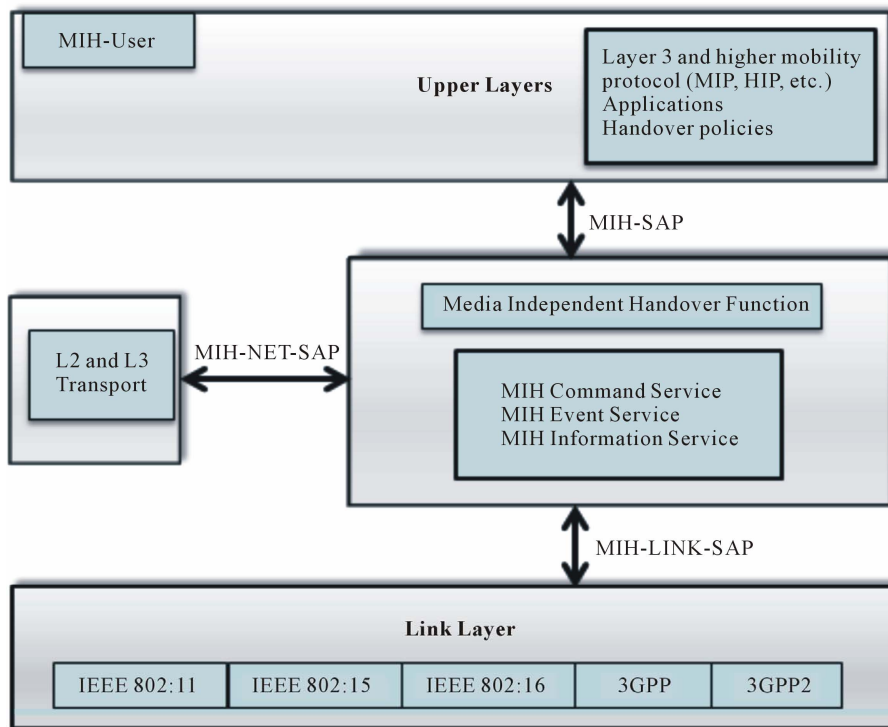 MIH-User
Upper Layers
Layer 3 and higher mobility
protocol (MIP, HIP, etc.)
Applications
Handover policies
MIH-SAP
Media Independent Handover Function
L2 and L3
Transport
MIH-NET-SAP
MIH Command Service
MIH Event Service
MIH Information Service
MIH-LINK-SAP
Link Layer
IEEE 802:11
IEEE 802:15
IEEE 802:16
3GPP
3GPP2